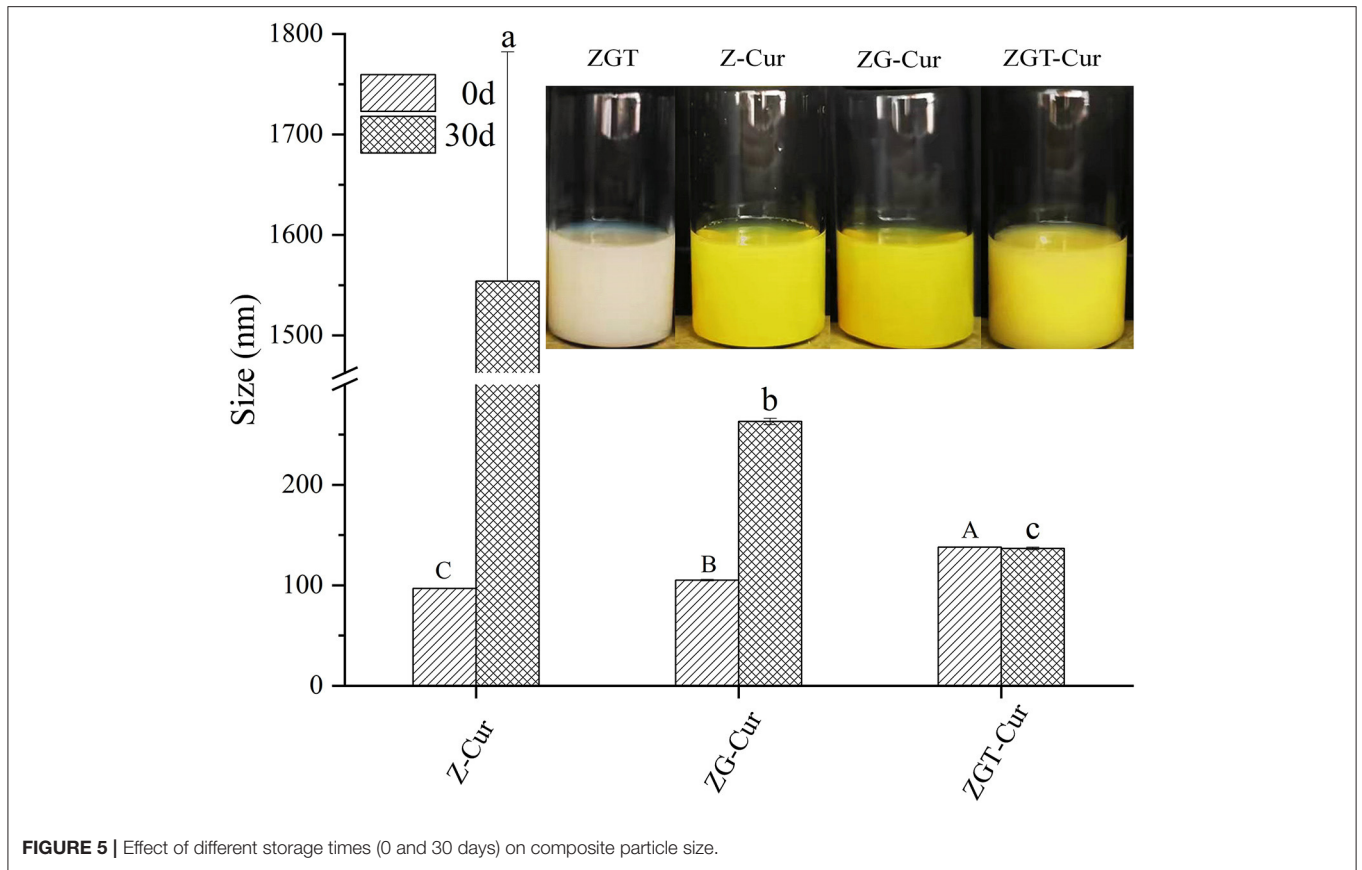 1800
1700
1600
1500
200
100
0
Size (nm)
0d
30d
ZGT Z-Cur ZG-Cur ZGT-Cur
a
b
C
B
A
c
Z-Cur
ZG-Cur
ZGT-Cur
FIGURE 5 | Effect of different storage times (0 and 30 days) on composite particle size.